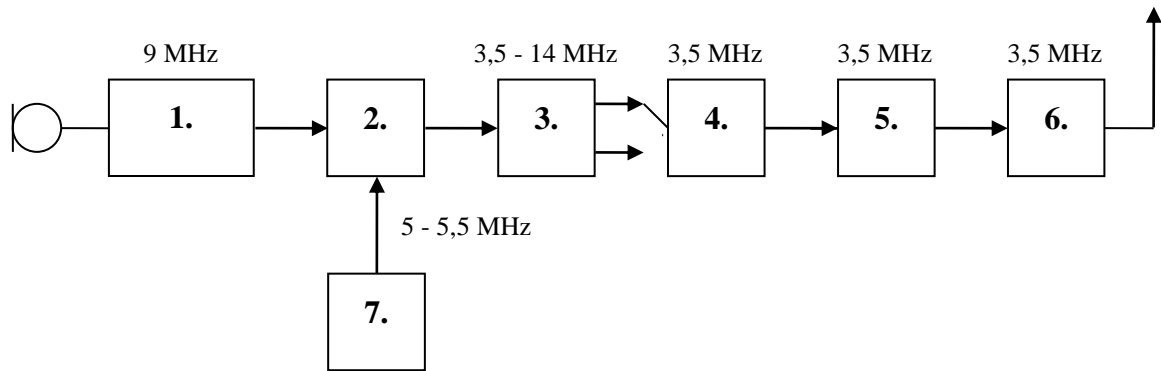 9 MHz
3,5 - 14 MHz
3,5 MHz
3,5 MHz
3,5 MHz
1.
2.
3.
4.
5.
6.
5 - 5,5 MHz
7.